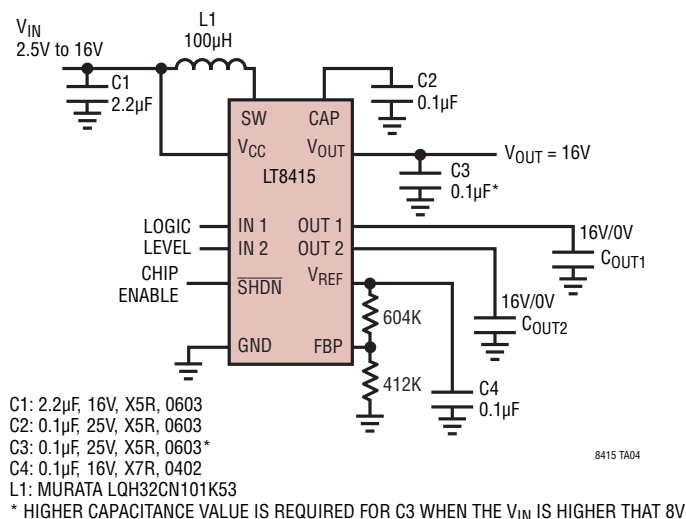 VIN
2.5V to 16V
L1
100µH
C1
2.2µF
C2
0.1µF
SW
CAP
VCC
VOUT
LT8415
VOUT = 16V
C3
0.1µF*
LOGIC
LEVEL
IN 1
IN 2
OUT 1
OUT 2
16V/0V
COUT1
CHIP
ENABLE
SHDN
VREF
16V/0V
COUT2
604K
GND
FBP
412K
C4
0.1µF
C1: 2.2µF, 16V, X5R, 0603
C2: 0.1µF, 25V, X5R, 0603
C3: 0.1µF, 25V, X5R, 0603*
C4: 0.1µF, 16V, X7R, 0402
L1: MURATA LQH32CN101K53
* HIGHER CAPACITANCE VALUE IS REQUIRED FOR C3 WHEN THE VIN IS HIGHER THAT 8V
8415 TA04